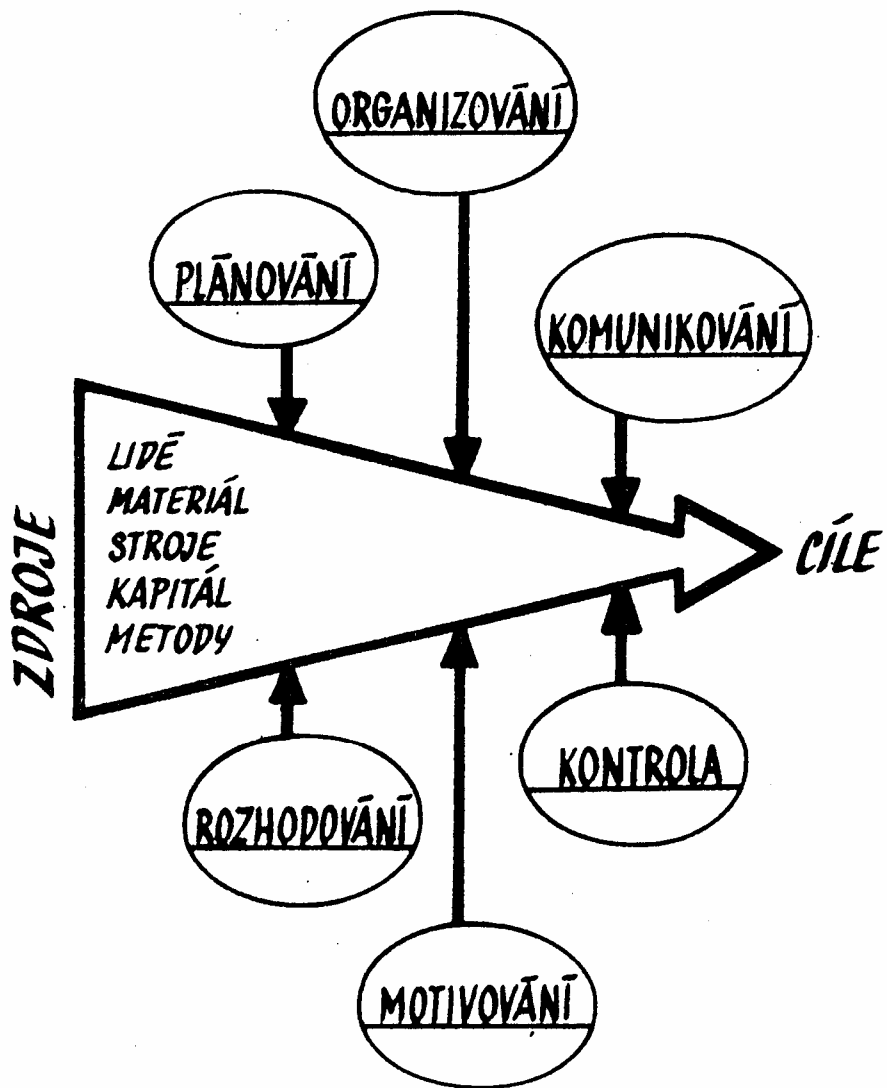 ORGANIZOVÁNÍ
PLÁNOVÁNÍ
KOMUNIKOVÁNÍ
ZDROJE
LIDÉ
MATERIÁL
STROJE
KAPITÁL
METODY
CÍLE
ROZHODOVÁNÍ
KONTROLA
MOTIVOVÁNÍ